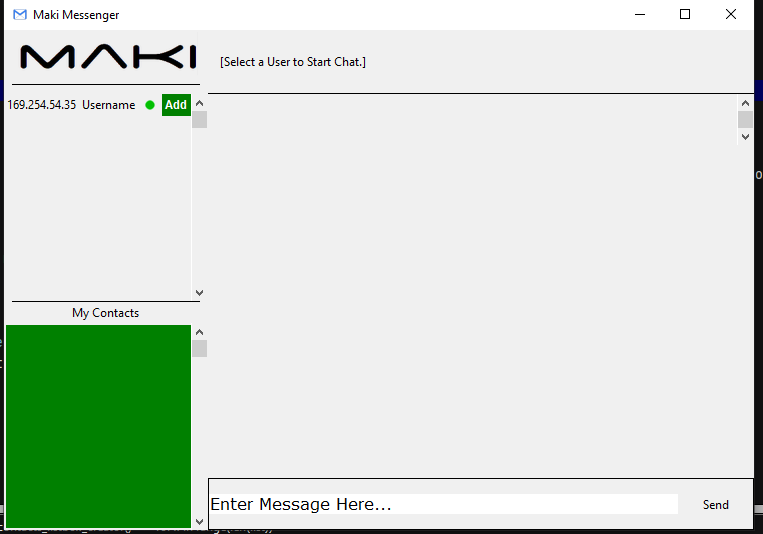 Maki Messenger
MAKI
[Select a User to Start Chat.]
169.254.54.35 Username Add
My Contacts
Enter Message Here...
Send